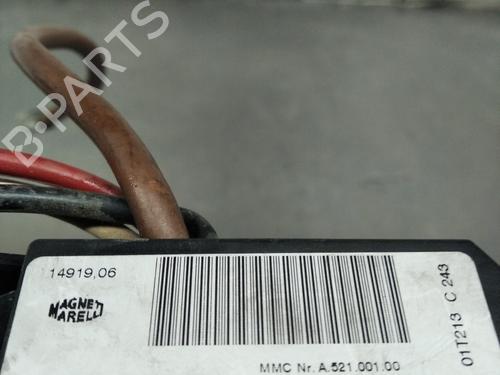 B-PARTS
14919,06
MAGNETI
MARELLI
MMC Nr. A.521.001.00
01T213 C 243